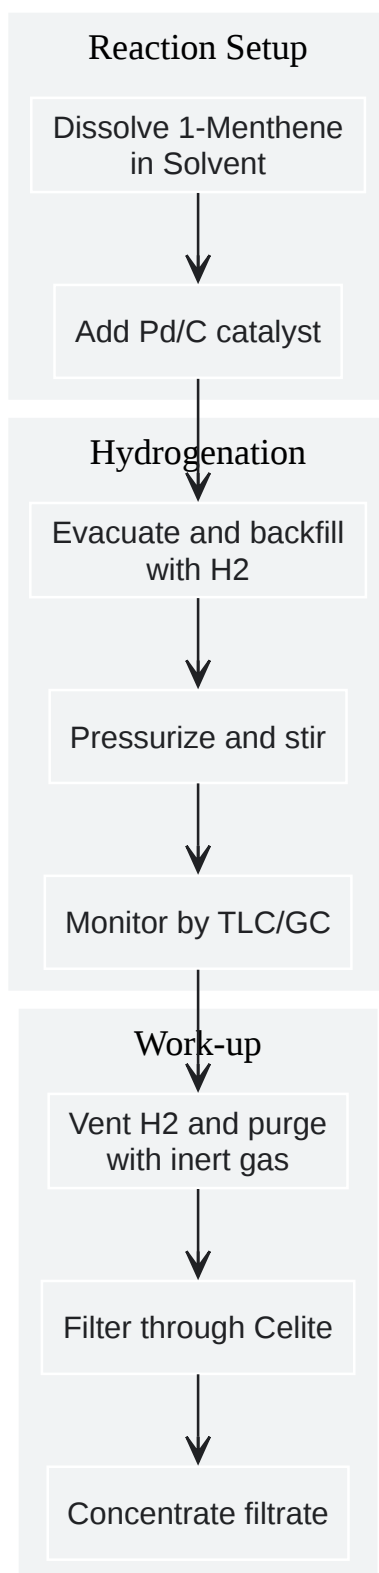 Reaction Setup
Dissolve 1-Menthene
in Solvent
Add Pd/C catalyst
Hydrogenation
Evacuate and backfill
with H2
Pressurize and stir
Monitor by TLC/GC
Work-up
Vent H2 and purge
with inert gas
Filter through Celite
Concentrate filtrate